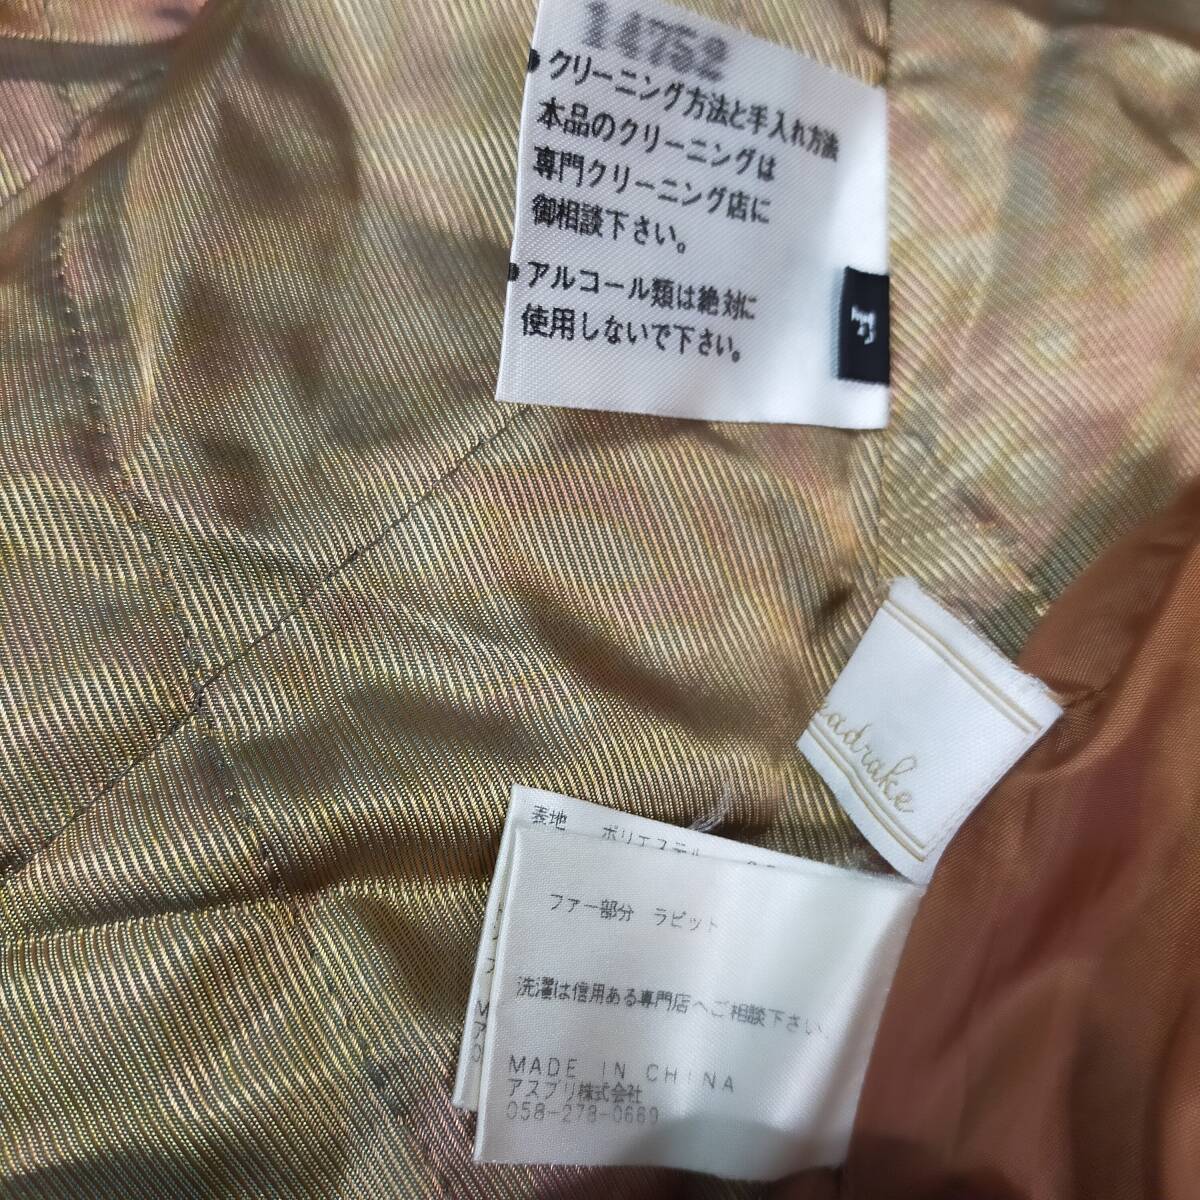 14752
●クリーニング方法と手入れ方法
本品のクリーニングは
専門クリーニング店に
御相談下さい。
●アルコール類は絶対に
使用しないで下さい。
eadrake
表地 ポリエステル
ファー部分 ラビット
洗濯は信用ある専門店へご相談下さい
MADE IN CHINA
アスプリ株式会社
058-278-0669